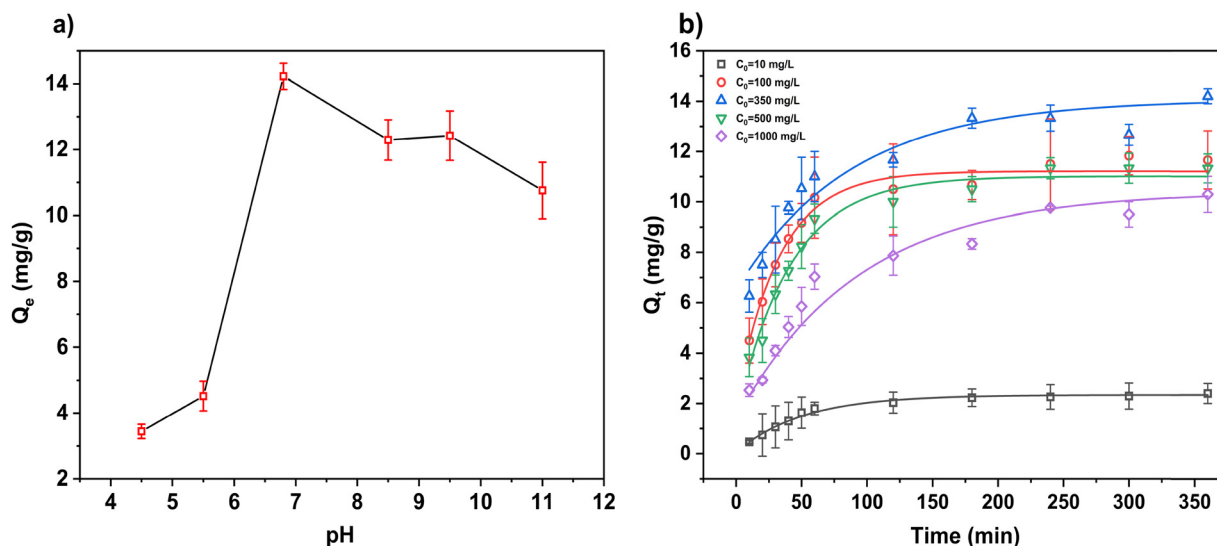 a)
14
12
10
8
6
4
2
Qₑ (mg/g)
4 5 6 7 8 9 10 11 12
pH
b)
16
14
12
10
8
6
4
2
0
Qₜ (mg/g)
C₀=10 mg/L
C₀=100 mg/L
C₀=350 mg/L
C₀=500 mg/L
C₀=1000 mg/L
0 50 100 150 200 250 300 350
Time (min)